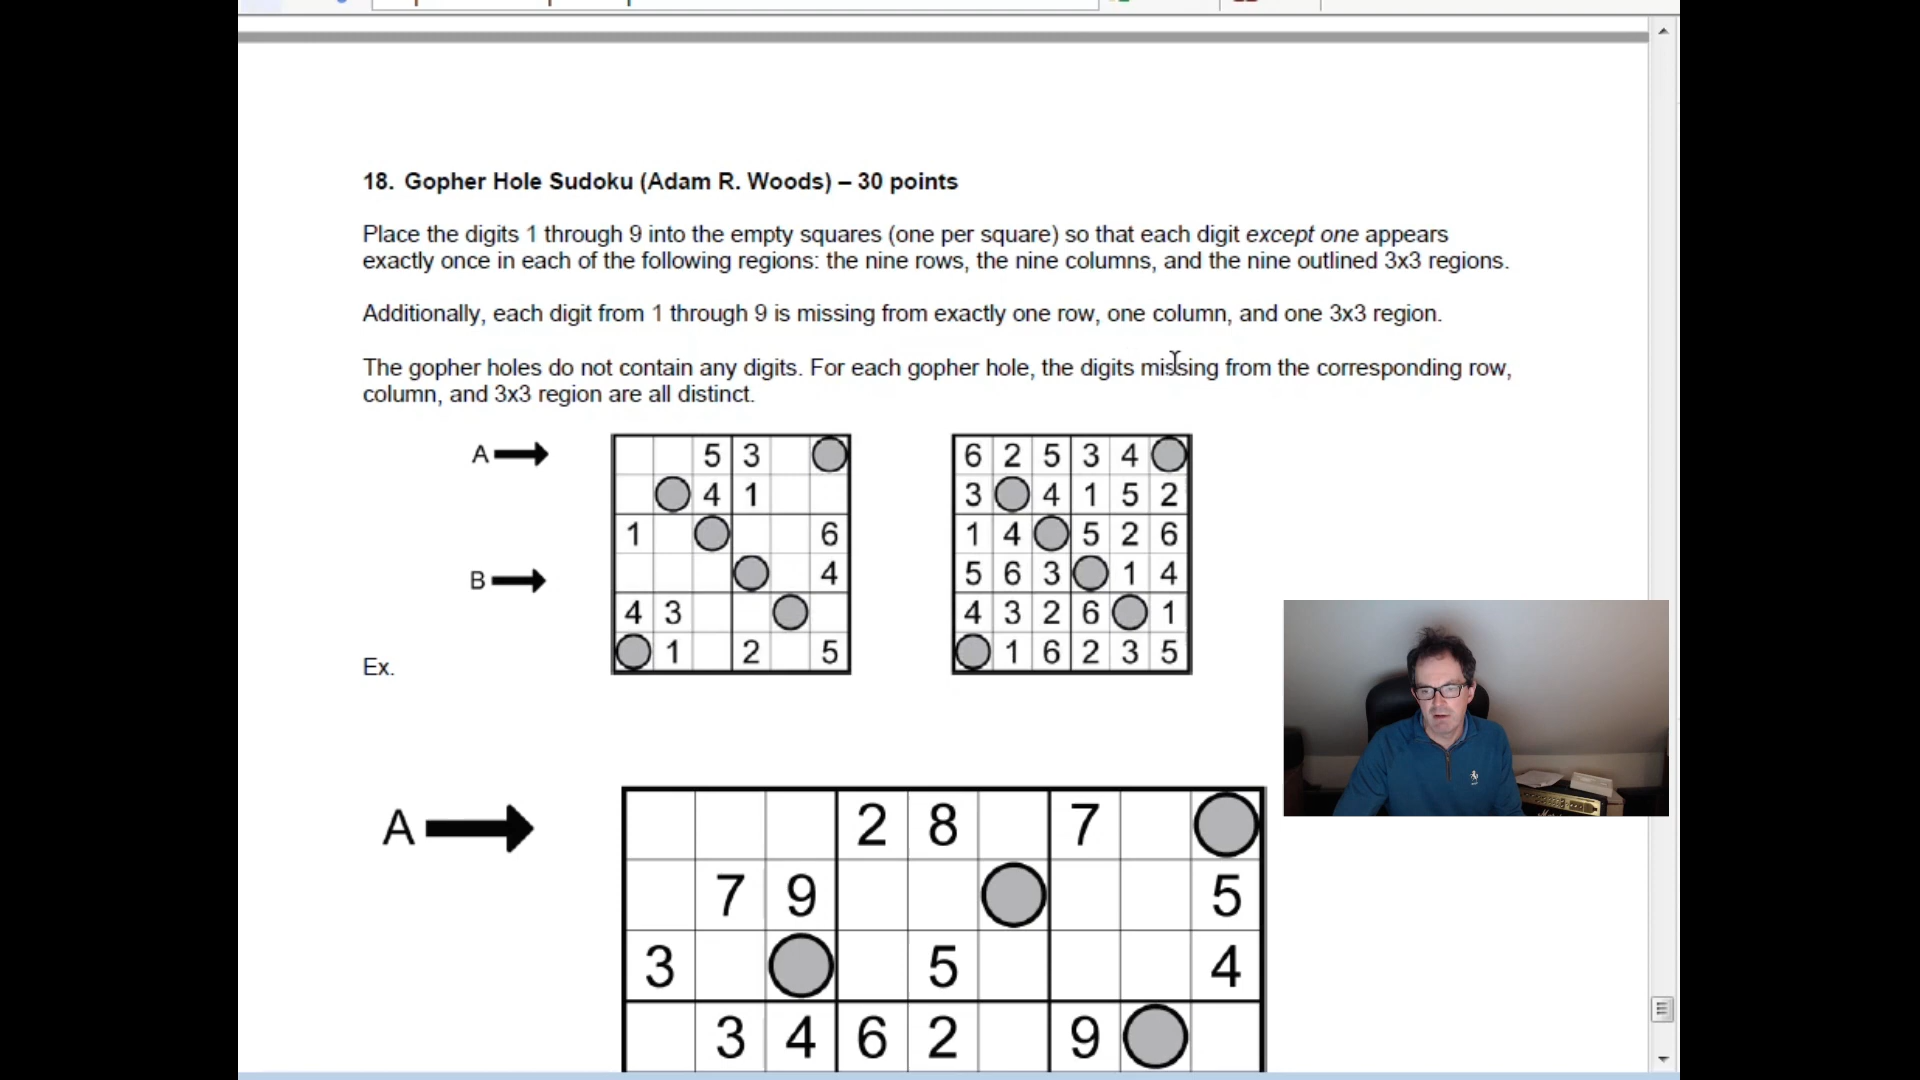 18. Gopher Hole Sudoku (Adam R. Woods) – 30 points
Place the digits 1 through 9 into the empty squares (one per square) so that each digit except one appears
exactly once in each of the following regions: the nine rows, the nine columns, and the nine outlined 3x3 regions.
Additionally, each digit from 1 through 9 is missing from exactly one row, one column, and one 3x3 region.
The gopher holes do not contain any digits. For each gopher hole, the digits missing from the corresponding row,
column, and 3x3 region are all distinct.
A
B
Ex.
5 3
4 1
1 6
4
4 3
1 2 5
6 2 5 3 4
3 4 1 5 2
1 4 5 2 6
5 6 3 1 4
4 3 2 6 1
1 6 2 3 5
A
2 8 7
7 9 5
3 5 4
3 4 6 2 9